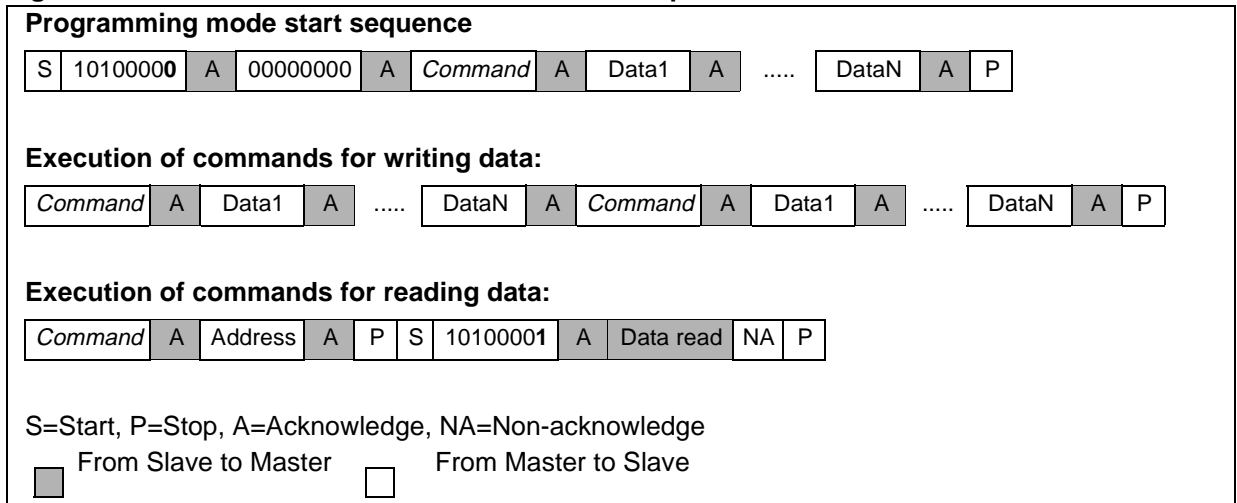 Programming mode start sequence
S 10100000 A 00000000 A Command A Data1 A ..... DataN A P
Execution of commands for writing data:
Command A Data1 A ..... DataN A Command A Data1 A ..... DataN A P
Execution of commands for reading data:
Command A Address A P S 10100001 A Data read NA P
S=Start, P=Stop, A=Acknowledge, NA=Non-acknowledge
From Slave to Master From Master to Slave